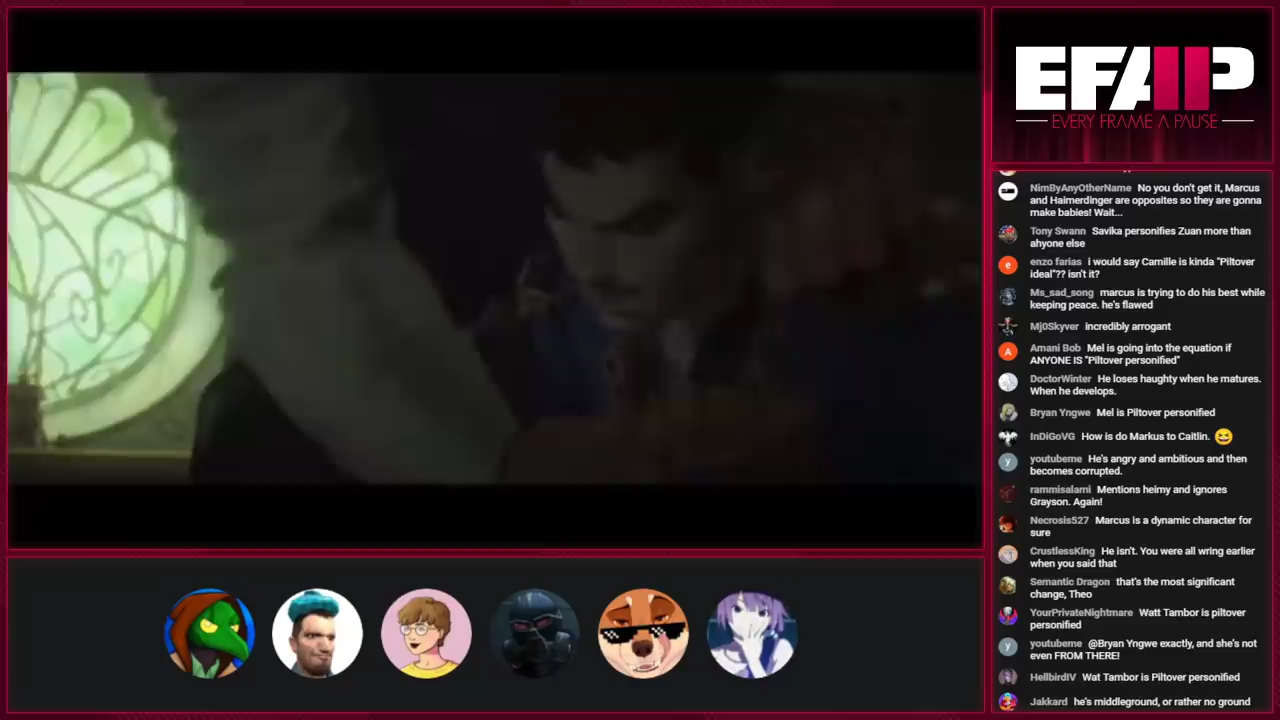 EFAP
EVERY FRAME A PAUSE
NimByAnyOtherName No you don't get it, Marcus
and Haimerdinger are opposites so they are gonna
make babies! Wait...
Tony Swann Savika personifies Zuan more than
ahyone else
enzo farias i would say Camille is kinda "Piltover
ideal"?? isn't it?
Ms_sad_song marcus is trying to do his best while
keeping peace. he's flawed
Mj0Skyver incredibly arrogant
A Amani Bob Mel is going into the equation if
ANYONE IS "Piltover personified"
DoctorWinter He loses haughty when he matures.
When he develops.
Bryan Yngwe Mel is Piltover personified
InDiGoVG How is do Markus to Caitlin.
y youtubeme He's angry and ambitious and then
becomes corrupted.
rammisalami Mentions heimy and ignores
Grayson. Again!
Necrosis527 Marcus is a dynamic character for
sure
CrustlessKing He isn't. You were all wring earlier
when you said that
Semantic Dragon that's the most significant
change, Theo
YourPrivateNightmare Watt Tambor is piltover
personified
y youtubeme @Bryan Yngwe exactly, and she's not
even FROM THERE!
HellbirdIV Wat Tambor is Piltover personified
Jakkard he's middleground, or rather no ground